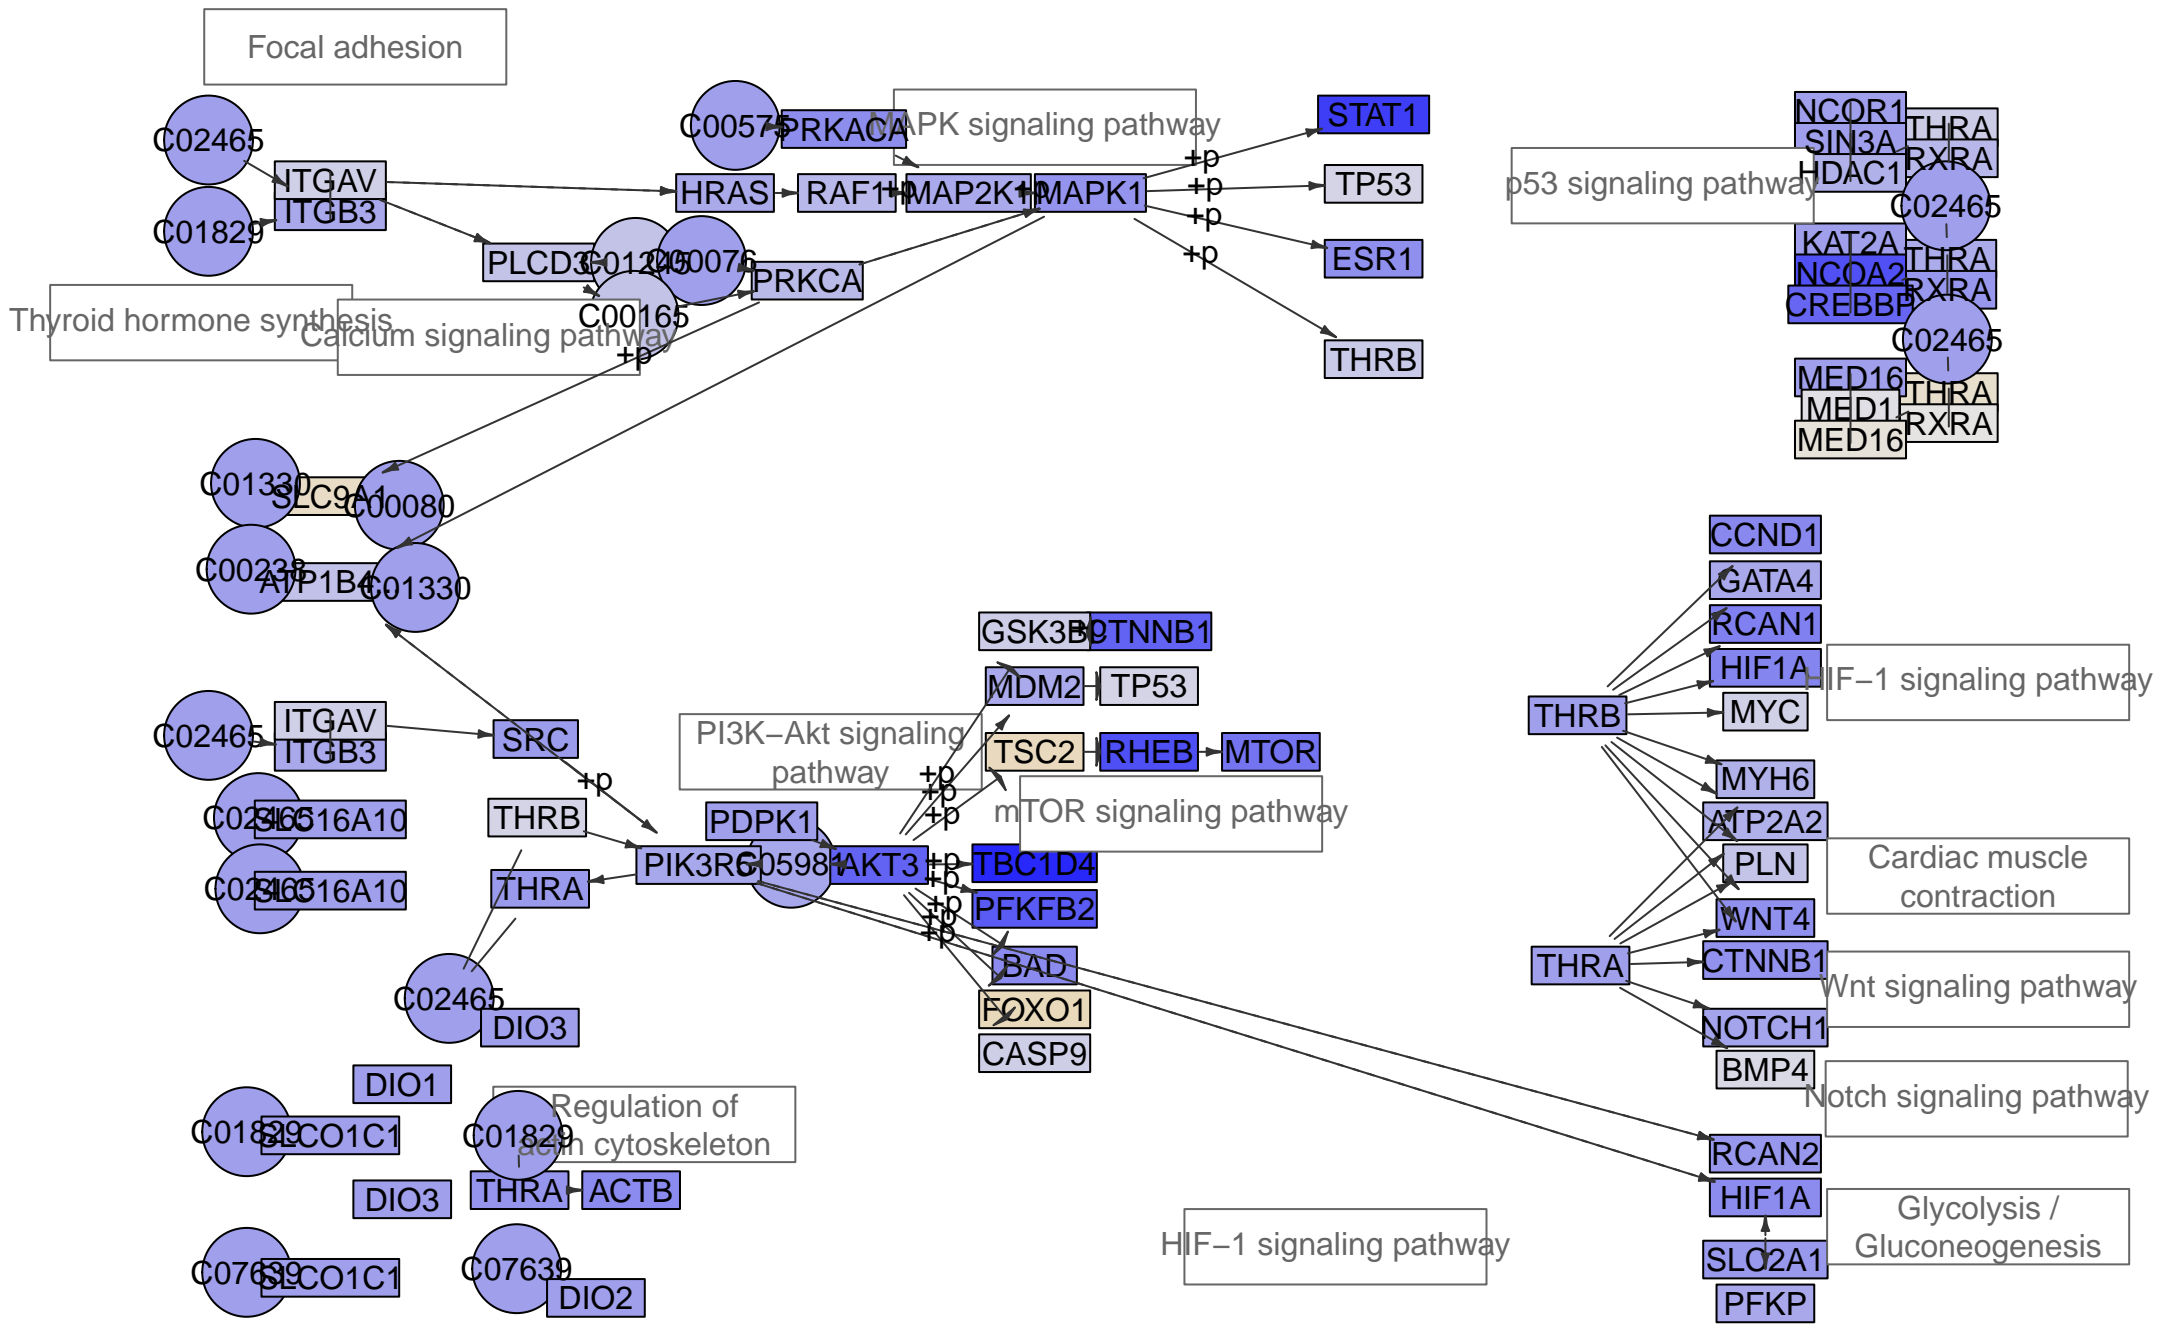 Focal adhesion
C02465
C01829
ITGAV
ITGB3
C00575
PRKACA
MAPK signaling pathway
HRAS
RAF1
+p
MAP2K1
+p
MAPK1
PLCD3
C01245
C00076
C00165
PRKCA
Thyroid hormone synthesis
Calcium signaling pathway
+p
+p
+p
+p
+p
STAT1
TP53
ESR1
THRB
p53 signaling pathway
NCOR1
SIN3A
HDAC1
THRA
RXRA
C02465
KAT2A
NCOA2
CREBBP
THRA
RXRA
C02465
MED16
MED1
MED16
THRA
RXRA
C01330
SLC9A1
C00080
C00238
ATP1B4..
C01330
C02465
ITGAV
ITGB3
SRC
+p
C02465
SLC16A10
C02465
SLC16A10
THRB
THRA
C02465
DIO3
PI3K−Akt signaling
pathway
PDPK1
PIK3R6
C05981
AKT3
GSK3B
+p
CTNNB1
MDM2
TP53
TSC2
RHEB
MTOR
mTOR signaling pathway
+p
+p
+p
+p
+p
+p
+p
+p
TBC1D4
PFKFB2
BAD
FOXO1
CASP9
CCND1
GATA4
RCAN1
HIF1A
HIF−1 signaling pathway
THRB
MYC
MYH6
ATP2A2
PLN
Cardiac muscle
contraction
WNT4
THRA
CTNNB1
Wnt signaling pathway
NOTCH1
BMP4
Notch signaling pathway
RCAN2
HIF1A
Glycolysis /
Gluconeogenesis
SLC2A1
PFKP
HIF−1 signaling pathway
DIO1
C01829
SLCO1C1
DIO3
C07639
SLCO1C1
Regulation of
actin cytoskeleton
C01829
THRA
ACTB
C07639
DIO2